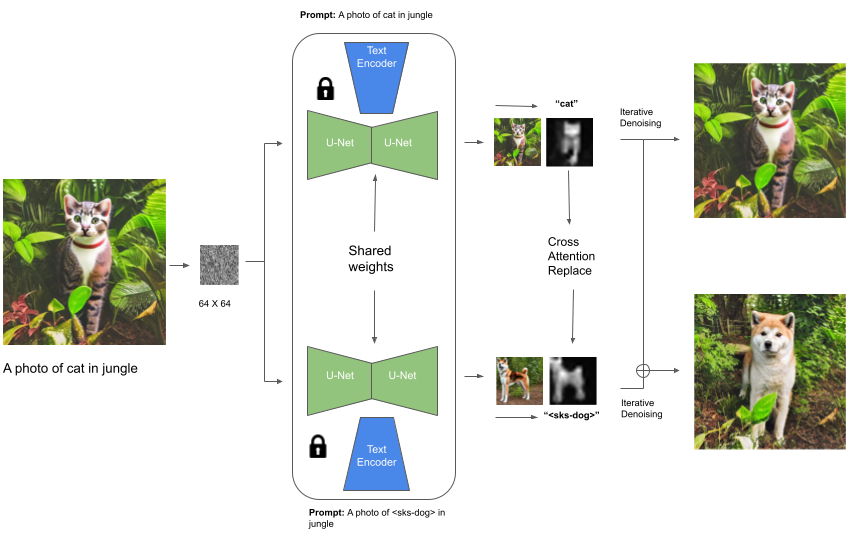 Prompt: A photo of cat in jungle
Text
Encoder
U-Net
U-Net
"cat"
Iterative
Denoising
Shared
weights
Cross
Attention
Replace
64 X 64
A photo of cat in jungle
U-Net
U-Net
"<sks-dog>"
Iterative
Denoising
Text
Encoder
Prompt: A photo of <sks-dog> in
jungle